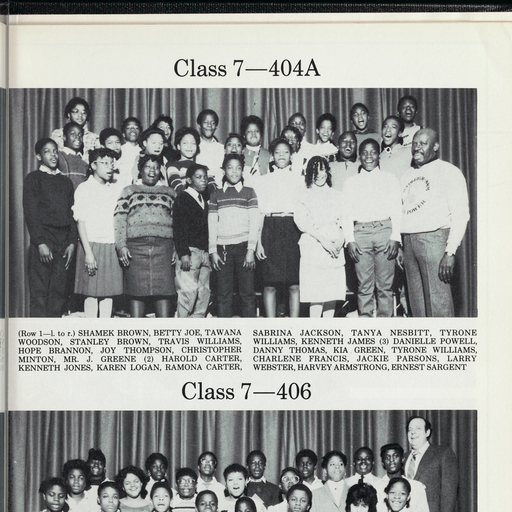 Class 7—404A
(Row 1—l. to r.) SHAMEK BROWN, BETTY JOE, TAWANA
WOODSON, STANLEY BROWN, TRAVIS WILLIAMS,
HOPE BRANNON, JOY THOMPSON, CHRISTOPHER
MINTON, MR. J. GREENE (2) HAROLD CARTER,
KENNETH JONES, KAREN LOGAN, RAMONA CARTER,
SABRINA JACKSON, TANYA NESBITT, TYRONE
WILLIAMS, KENNETH JAMES (3) DANIELLE POWELL,
DANNY THOMAS, KIA GREEN, TYRONE WILLIAMS,
CHARLENE FRANCIS, JACKIE PARSONS, LARRY
WEBSTER, HARVEY ARMSTRONG, ERNEST SARGENT
Class 7—406